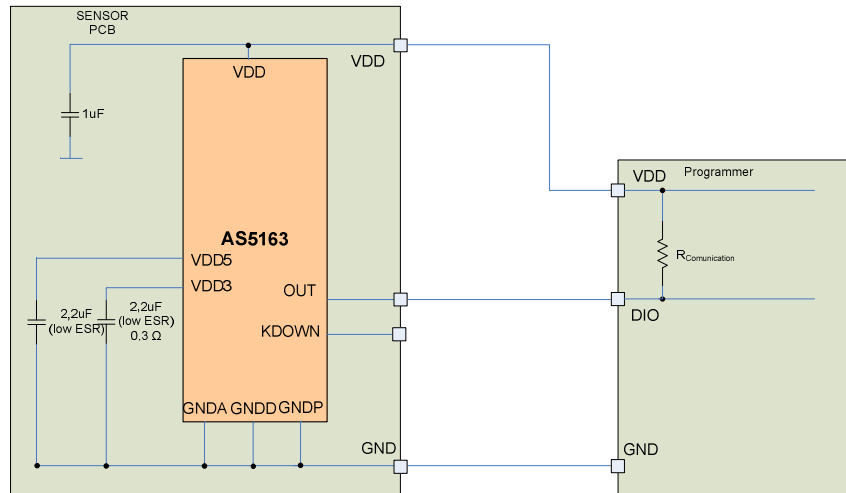 SENSOR
PCB
VDD
VDD
1uF
VDD
Programmer
AS5163
VDD5
VDD3
OUT
KDOWN
2,2uF
(low ESR)
2,2uF
(low ESR)
0.3 Ω
RComunication
DIO
GNDA GNDD GNDP
GND
GND